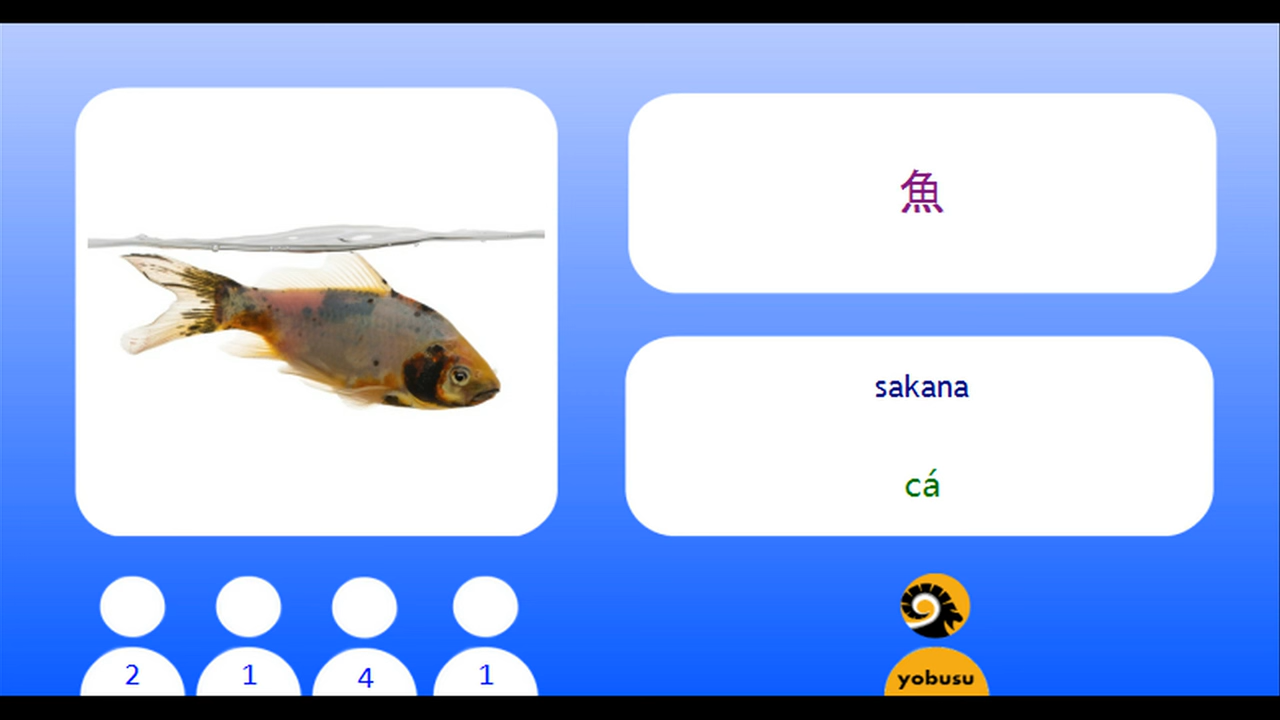 魚
sakana
cá
2 1 4 1
yobusu